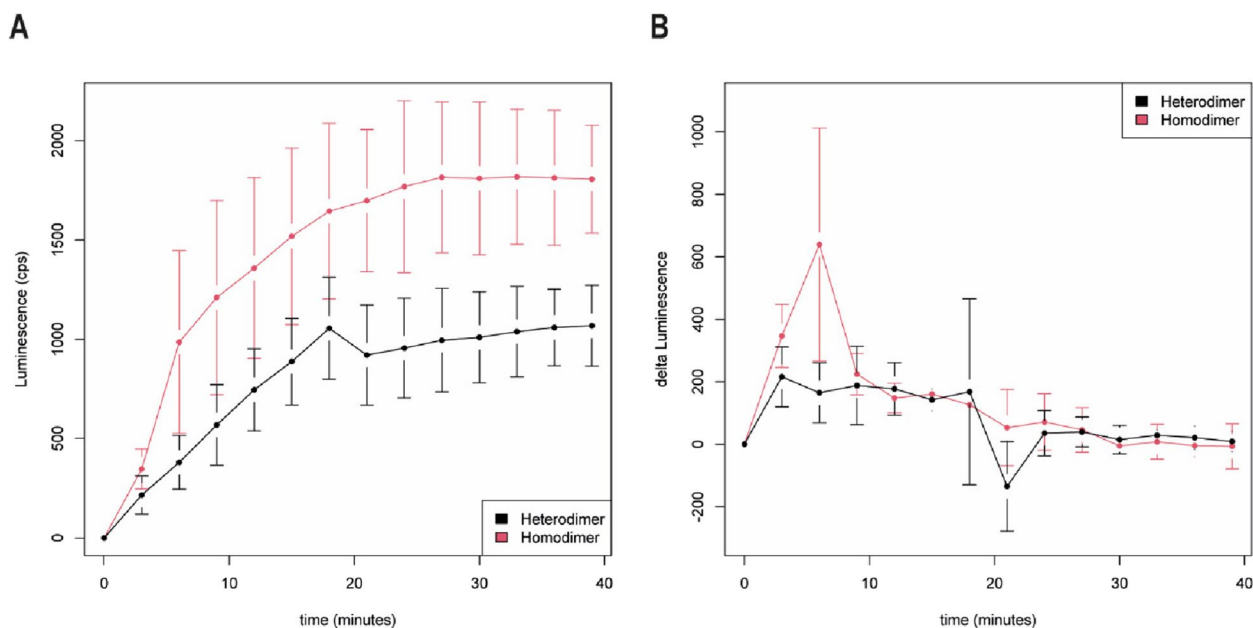 A
B
Luminescence (cps)
2000
1500
1000
500
0
Heterodimer
Homodimer
0
10
20
30
40
time (minutes)
delta Luminescence
1000
800
600
400
200
0
-200
Heterodimer
Homodimer
0
10
20
30
40
time (minutes)